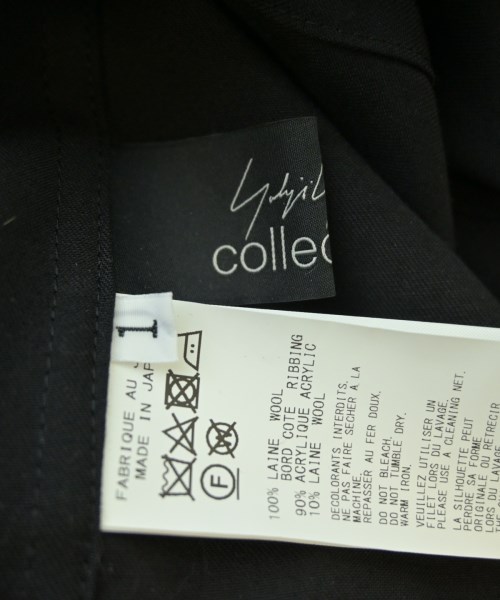 Yohji
collec
1
FABRIQUE AU J
MADE IN JAP
100% LAINE WOOL
BORD COTE RIBBING
90% ACRYLIQUE ACRYLIC
10% LAINE WOOL
DECOLORANTS INTERDITS.
NE PAS FAIRE SECHER A LA
MACHINE.
REPASSER AU FER DOUX.
DO NOT BLEACH.
DO NOT TUMBLE DRY.
WARM IRON.
VEUILLEZ UTILISER UN
FILET LORS DU LAVAGE.
PLEASE USE A CLEANING NET.
LA SILHOUETTE PEUT
PERDRE SA FORME
ORIGINALE OU RETRECIR
LORS DU LAVAGE
W
F